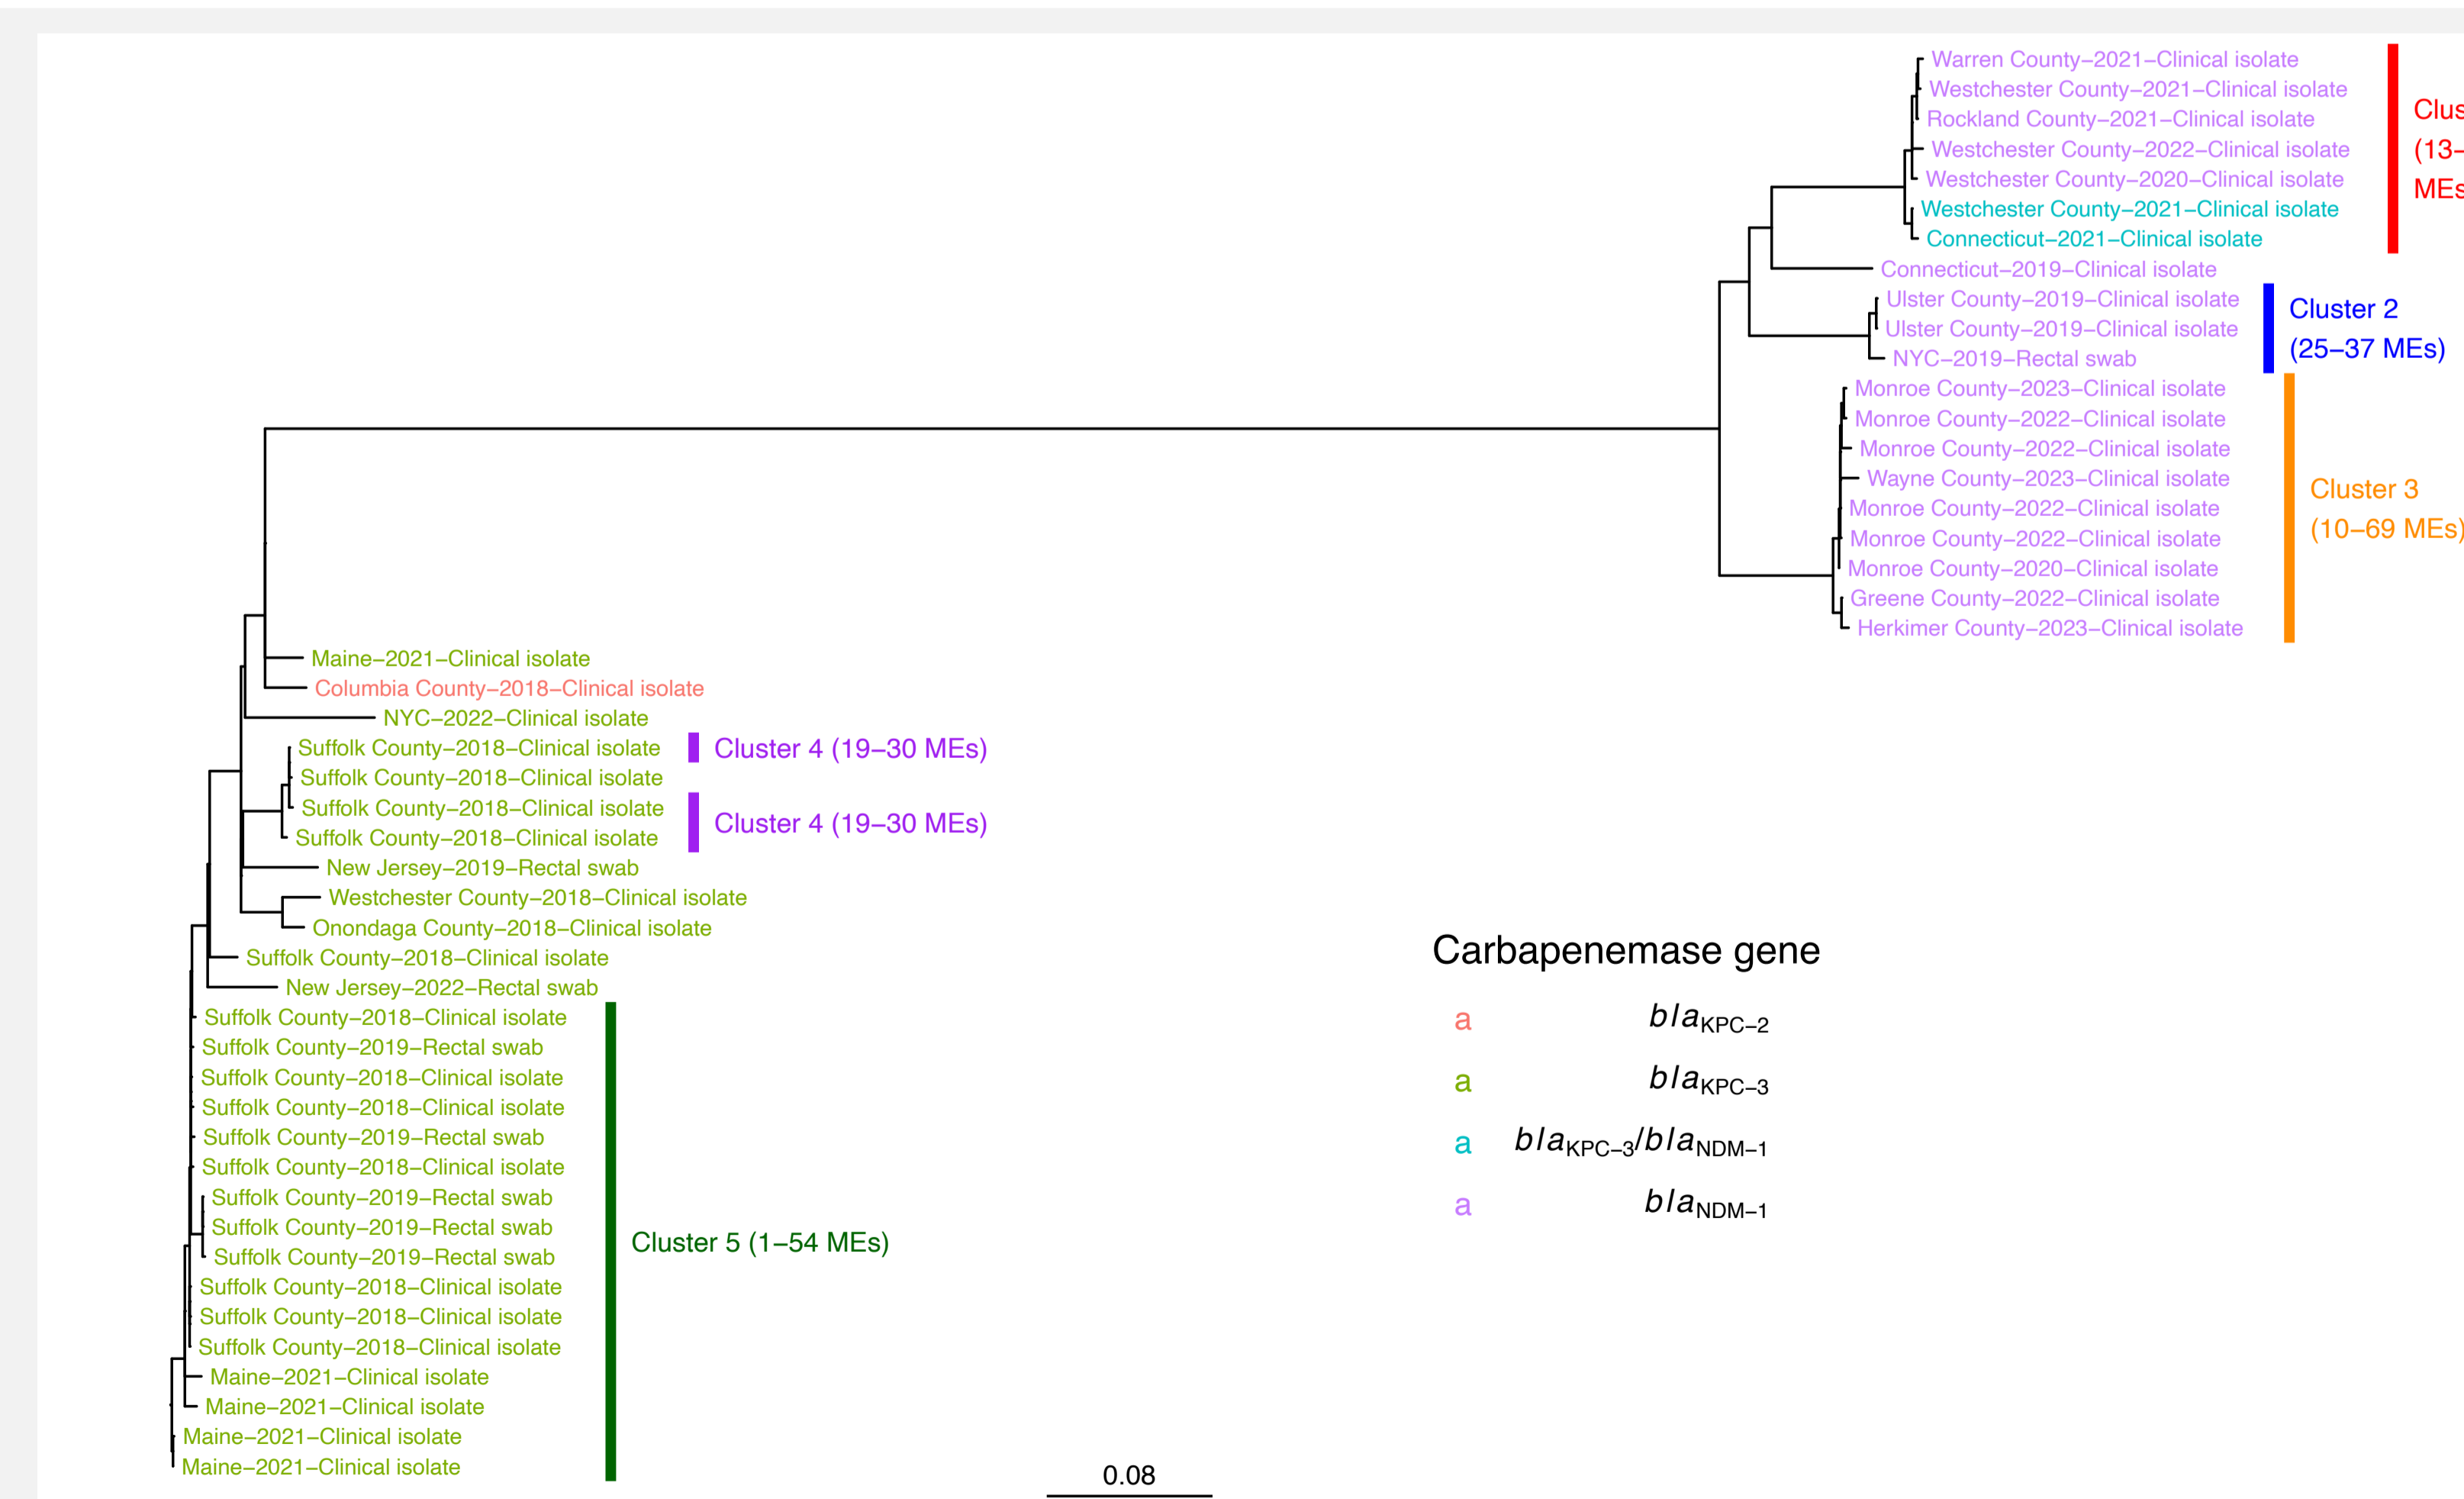 Warren County–2021–Clinical isolate
Westchester County–2021–Clinical isolate
Rockland County–2021–Clinical isolate
Westchester County–2022–Clinical isolate
Westchester County–2020–Clinical isolate
Westchester County–2021–Clinical isolate
Connecticut–2021–Clinical isolate
Clus
(13–
MEs
Connecticut–2019–Clinical isolate
Ulster County–2019–Clinical isolate
Ulster County–2019–Clinical isolate
NYC–2019–Rectal swab
Cluster 2
(25–37 MEs)
Monroe County–2023–Clinical isolate
Monroe County–2022–Clinical isolate
Monroe County–2022–Clinical isolate
Wayne County–2023–Clinical isolate
Monroe County–2022–Clinical isolate
Monroe County–2022–Clinical isolate
Monroe County–2020–Clinical isolate
Greene County–2022–Clinical isolate
Herkimer County–2023–Clinical isolate
Cluster 3
(10–69 MEs)
Maine–2021–Clinical isolate
Columbia County–2018–Clinical isolate
NYC–2022–Clinical isolate
Suffolk County–2018–Clinical isolate
Cluster 4 (19–30 MEs)
Suffolk County–2018–Clinical isolate
Suffolk County–2018–Clinical isolate
Cluster 4 (19–30 MEs)
Suffolk County–2018–Clinical isolate
New Jersey–2019–Rectal swab
Westchester County–2018–Clinical isolate
Onondaga County–2018–Clinical isolate
Suffolk County–2018–Clinical isolate
New Jersey–2022–Rectal swab
Suffolk County–2018–Clinical isolate
Suffolk County–2019–Rectal swab
Suffolk County–2018–Clinical isolate
Suffolk County–2018–Clinical isolate
Suffolk County–2019–Rectal swab
Suffolk County–2018–Clinical isolate
Suffolk County–2019–Rectal swab
Suffolk County–2019–Rectal swab
Suffolk County–2019–Rectal swab
Suffolk County–2018–Clinical isolate
Suffolk County–2018–Clinical isolate
Suffolk County–2018–Clinical isolate
Maine–2021–Clinical isolate
Maine–2021–Clinical isolate
Maine–2021–Clinical isolate
Maine–2021–Clinical isolate
Cluster 5 (1–54 MEs)
Carbapenemase gene
a blaKPC–2
a blaKPC–3
a blaKPC–3/blaNDM–1
a blaNDM–1
0.08